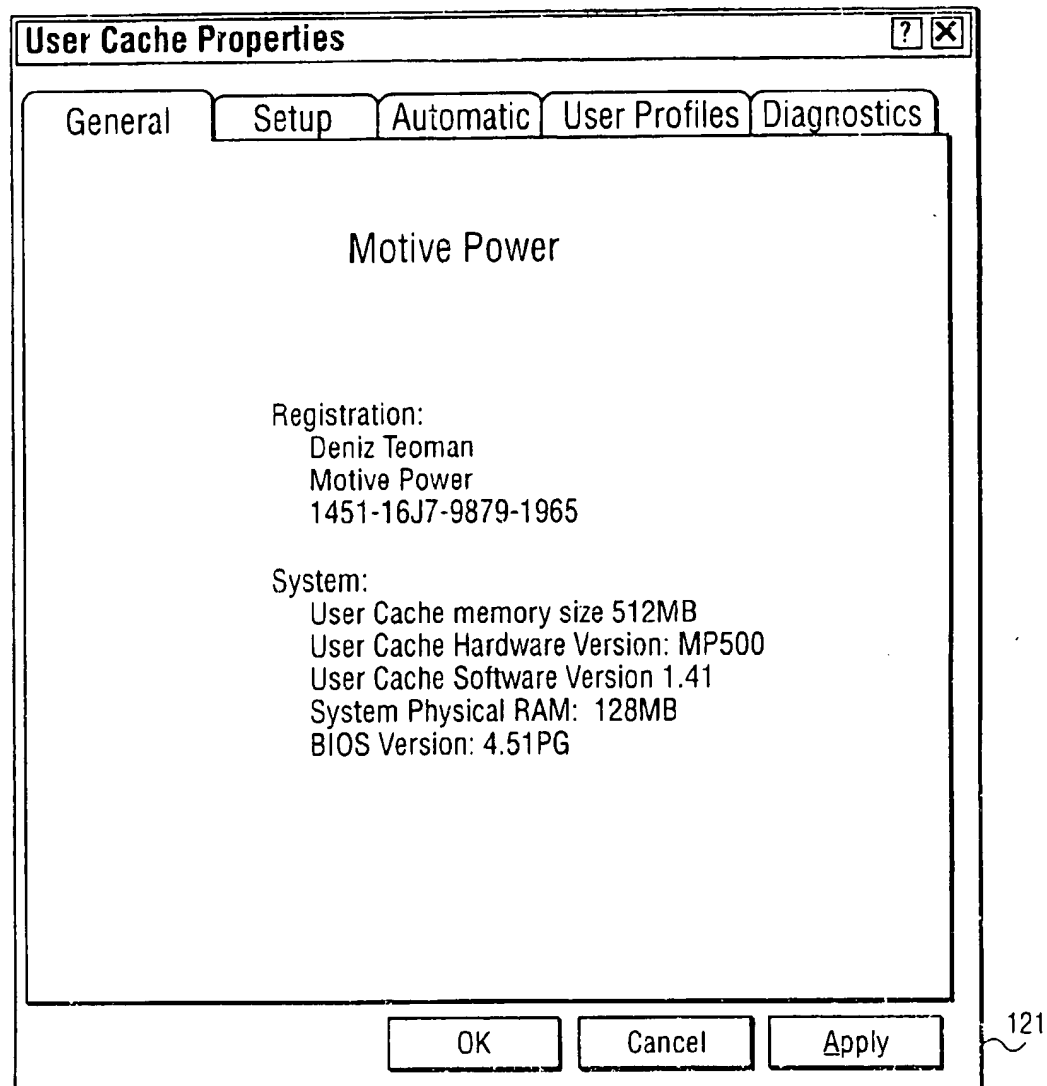 User Cache Properties ? X
General Setup Automatic User Profiles Diagnostics
Motive Power
Registration:
Deniz Teoman
Motive Power
1451-16J7-9879-1965
System:
User Cache memory size 512MB
User Cache Hardware Version: MP500
User Cache Software Version 1.41
System Physical RAM: 128MB
BIOS Version: 4.51PG
OK Cancel Apply
121